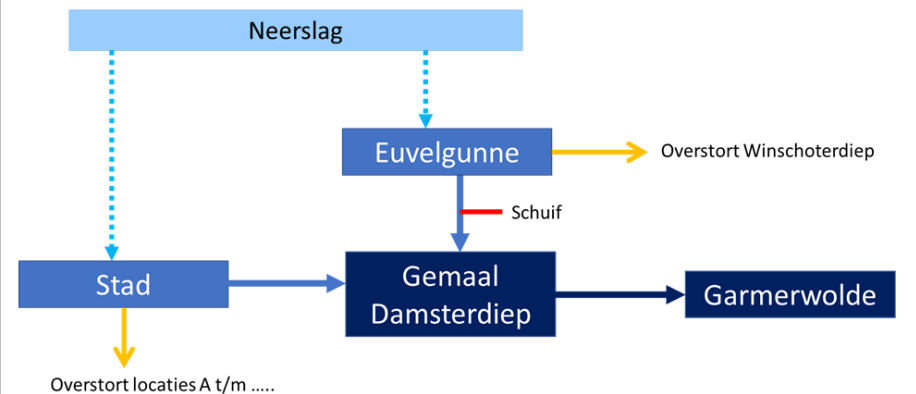 Neerslag
Euvelgunne
Overstort Winschoterdiep
Schuif
Stad
Gemaal
Damsterdiep
Garmerwolde
Overstort locaties A t/m .....